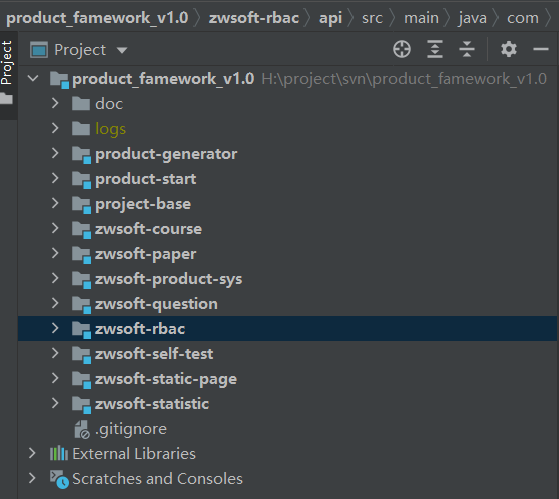 product_famework_v1.0 zwsoft-rbac api src main java com
Project
Project
product_famework_v1.0 H:\project\svn\product_famework_v1.0
doc
logs
product-generator
product-start
project-base
zwsoft-course
zwsoft-paper
zwsoft-product-sys
zwsoft-question
zwsoft-rbac
zwsoft-self-test
zwsoft-static-page
zwsoft-statistic
.gitignore
External Libraries
Scratches and Consoles